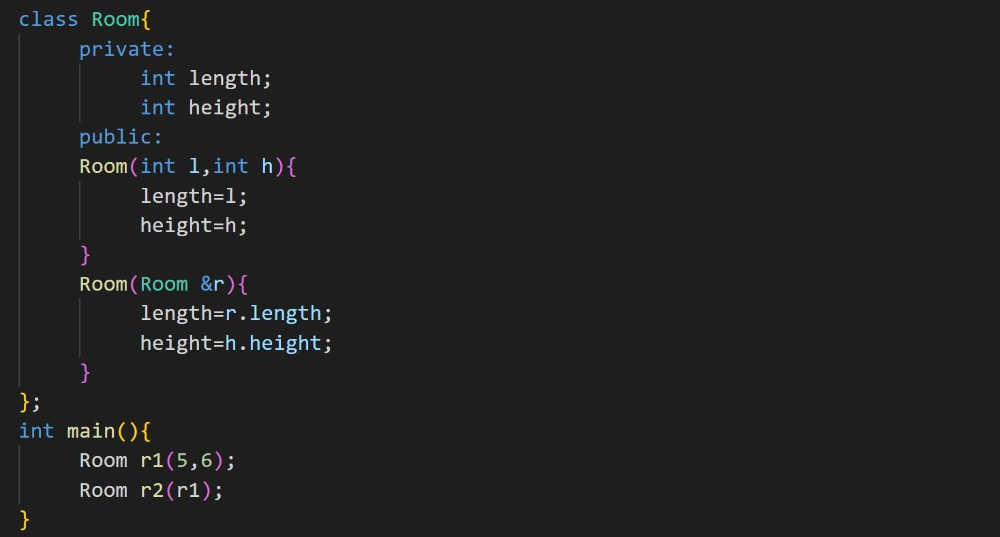 class Room{
private:
int length;
int height;
public:
Room(int l,int h){
length=l;
height=h;
}
Room(Room &r){
length=r.length;
height=h.height;
}
};
int main(){
Room r1(5,6);
Room r2(r1);
}